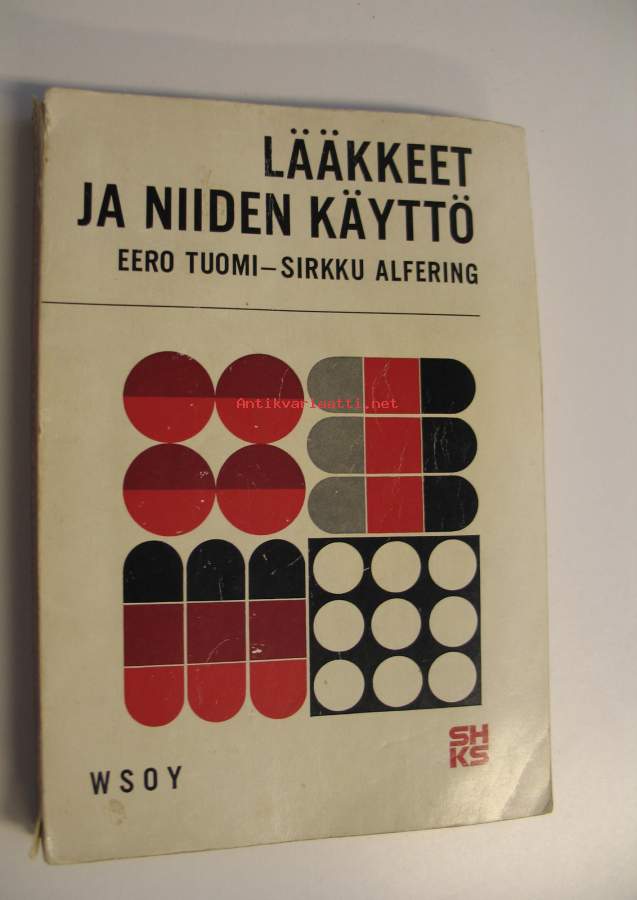 LÄÄKKEET
JA NIIDEN KÄYTTÖ
EERO TUOMI–SIRKKU ALFERING
Antikvariaatti.net
WSOY
SH
KS